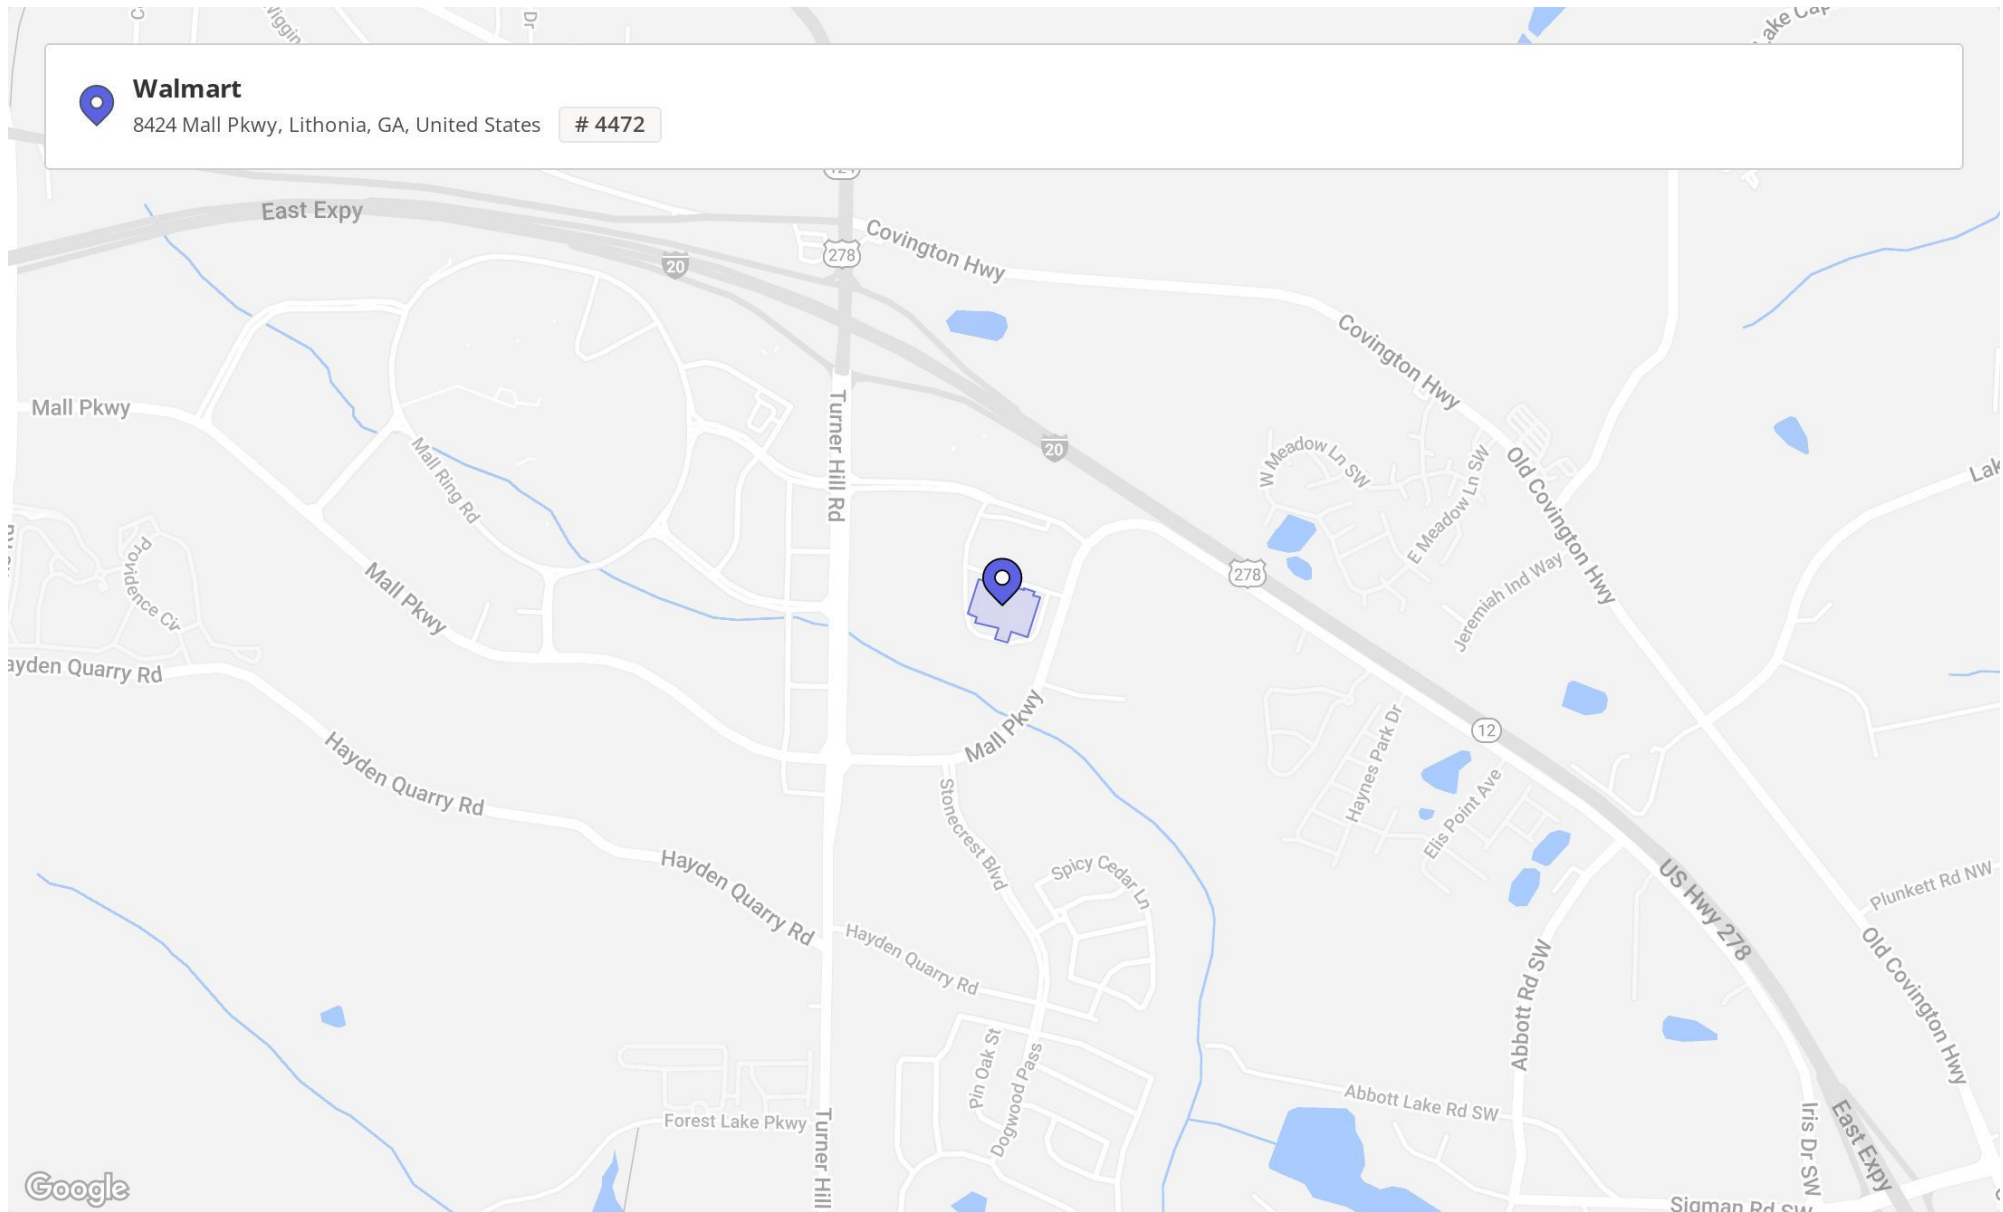 Walmart
8424 Mall Pkwy, Lithonia, GA, United States # 4472
Dr
East Expy
20
278
Covington Hwy
Covington Hwy
Mall Pkwy
Mall Ring Rd
Turner Hill Rd
20
W Meadow Ln SW
E Meadow Ln SW
Old Covington Hwy
Providence Cir
Mall Pkwy
278
Jeremiah Ind Way
ayden Quarry Rd
Mall Pkwy
12
Haynes Park Dr
Elis Point Ave
Hayden Quarry Rd
Stonecrest Blvd
Spicy Cedar Ln
Hayden Quarry Rd
US Hwy 278
Plunkett Rd NW
Hayden Quarry Rd
Abbott Rd SW
Old Covington Hwy
Pin Oak St
Dogwood Pass
Abbott Lake Rd SW
Forest Lake Pkwy
Turner Hill
Iris Dr SW
East Expy
Google
Sigman Rd SW